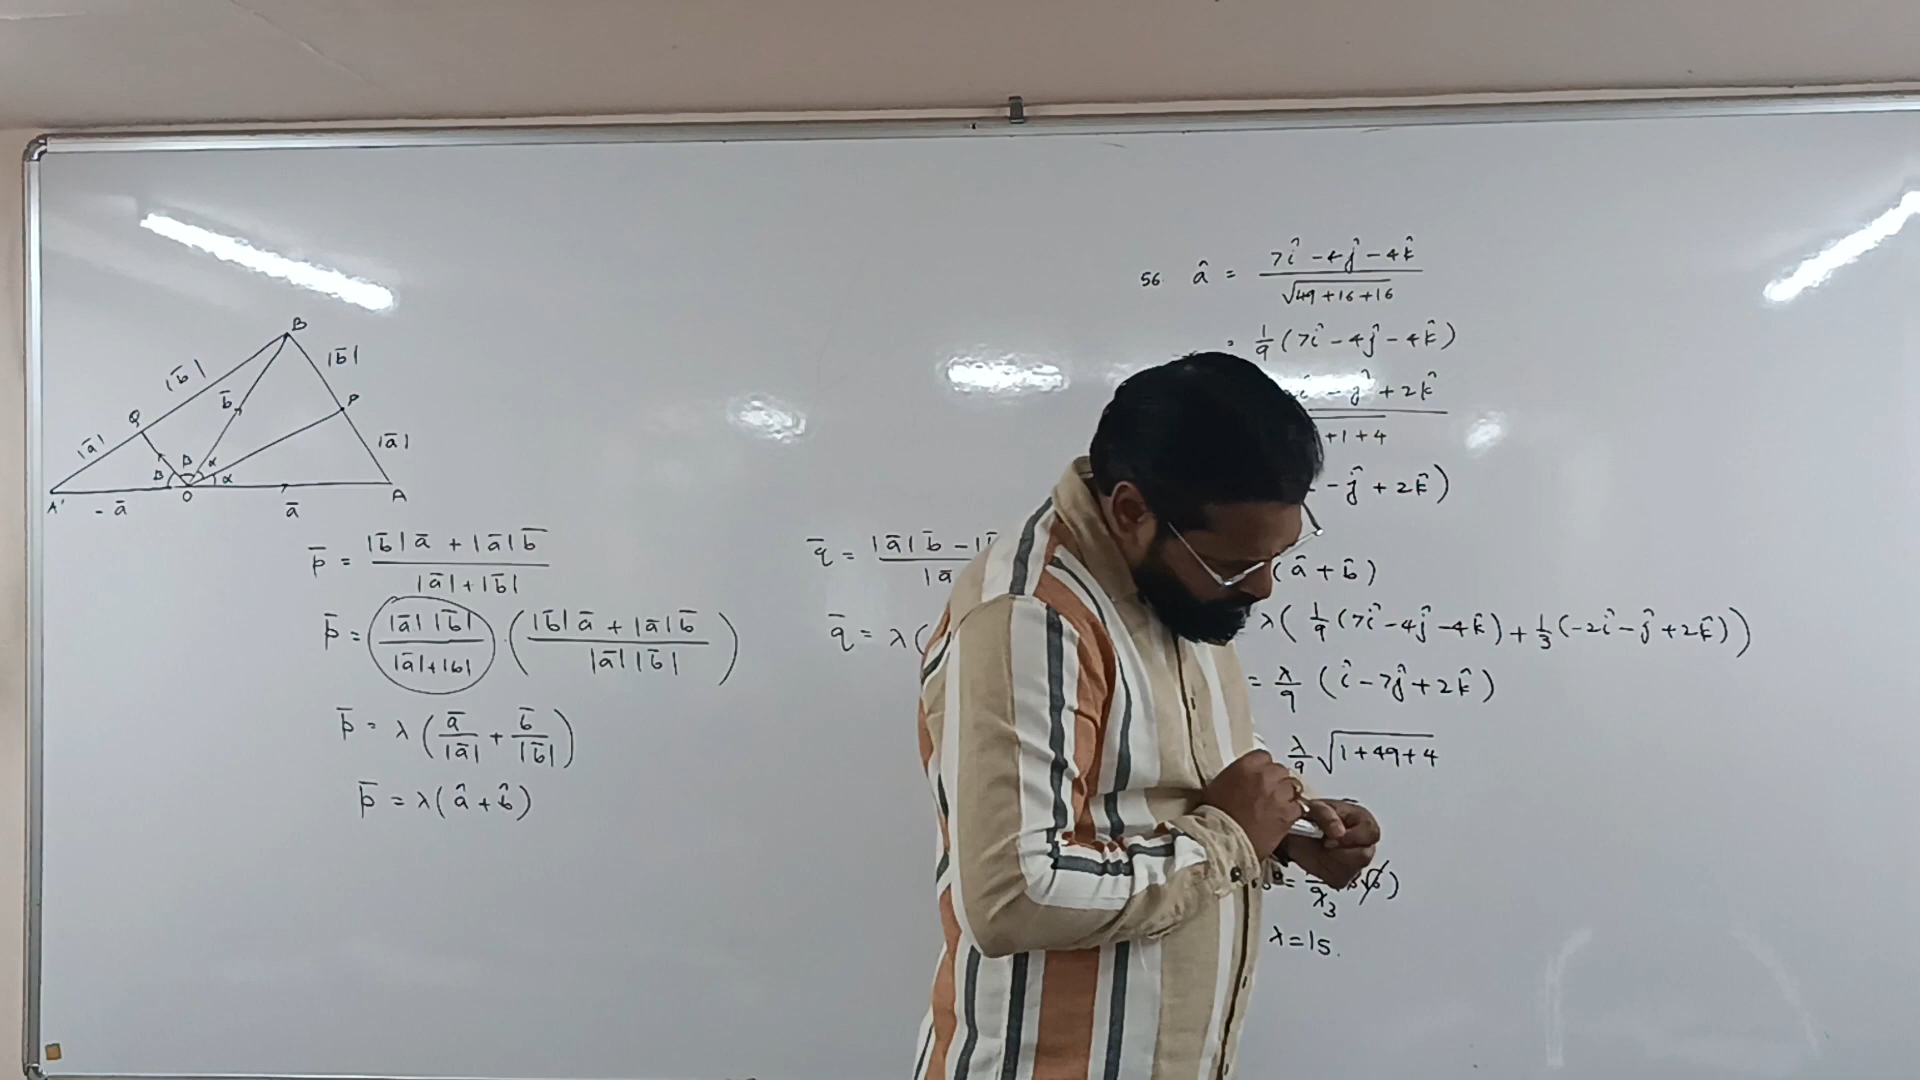 B
|b̄|
|b̄|
b̄
P
Q
|ā|
|ā|
B B α
α
A' - ā O ā A
p̄ = (|b̄|ā + |ā|b̄) / (|ā|+|b̄|)
p̄ = (|ā||b̄| / |ā|+|b|) · (|b̄|ā + |ā|b̄ / |ā||b̄|)
p̄ = λ(ā/|ā| + b̄/|b̄|)
p̄ = λ(â + b̂)
q̄ = |ā|b̄ - |b̄
|ā
q̄ = λ(
56. â = (7î - 4ĵ - 4k̂) / √49+16+16
= 1/9 (7î - 4ĵ - 4k̂)
î - ĵ + 2k̂
+1+4
- ĵ + 2k̂)
(â + b̂)
λ(1/9 (7î - 4ĵ - 4k̂) + 1/3 (-2î - ĵ + 2k̂))
= λ/9 (î - 7ĵ + 2k̂)
λ/9 √1+49+4
λ = 15.